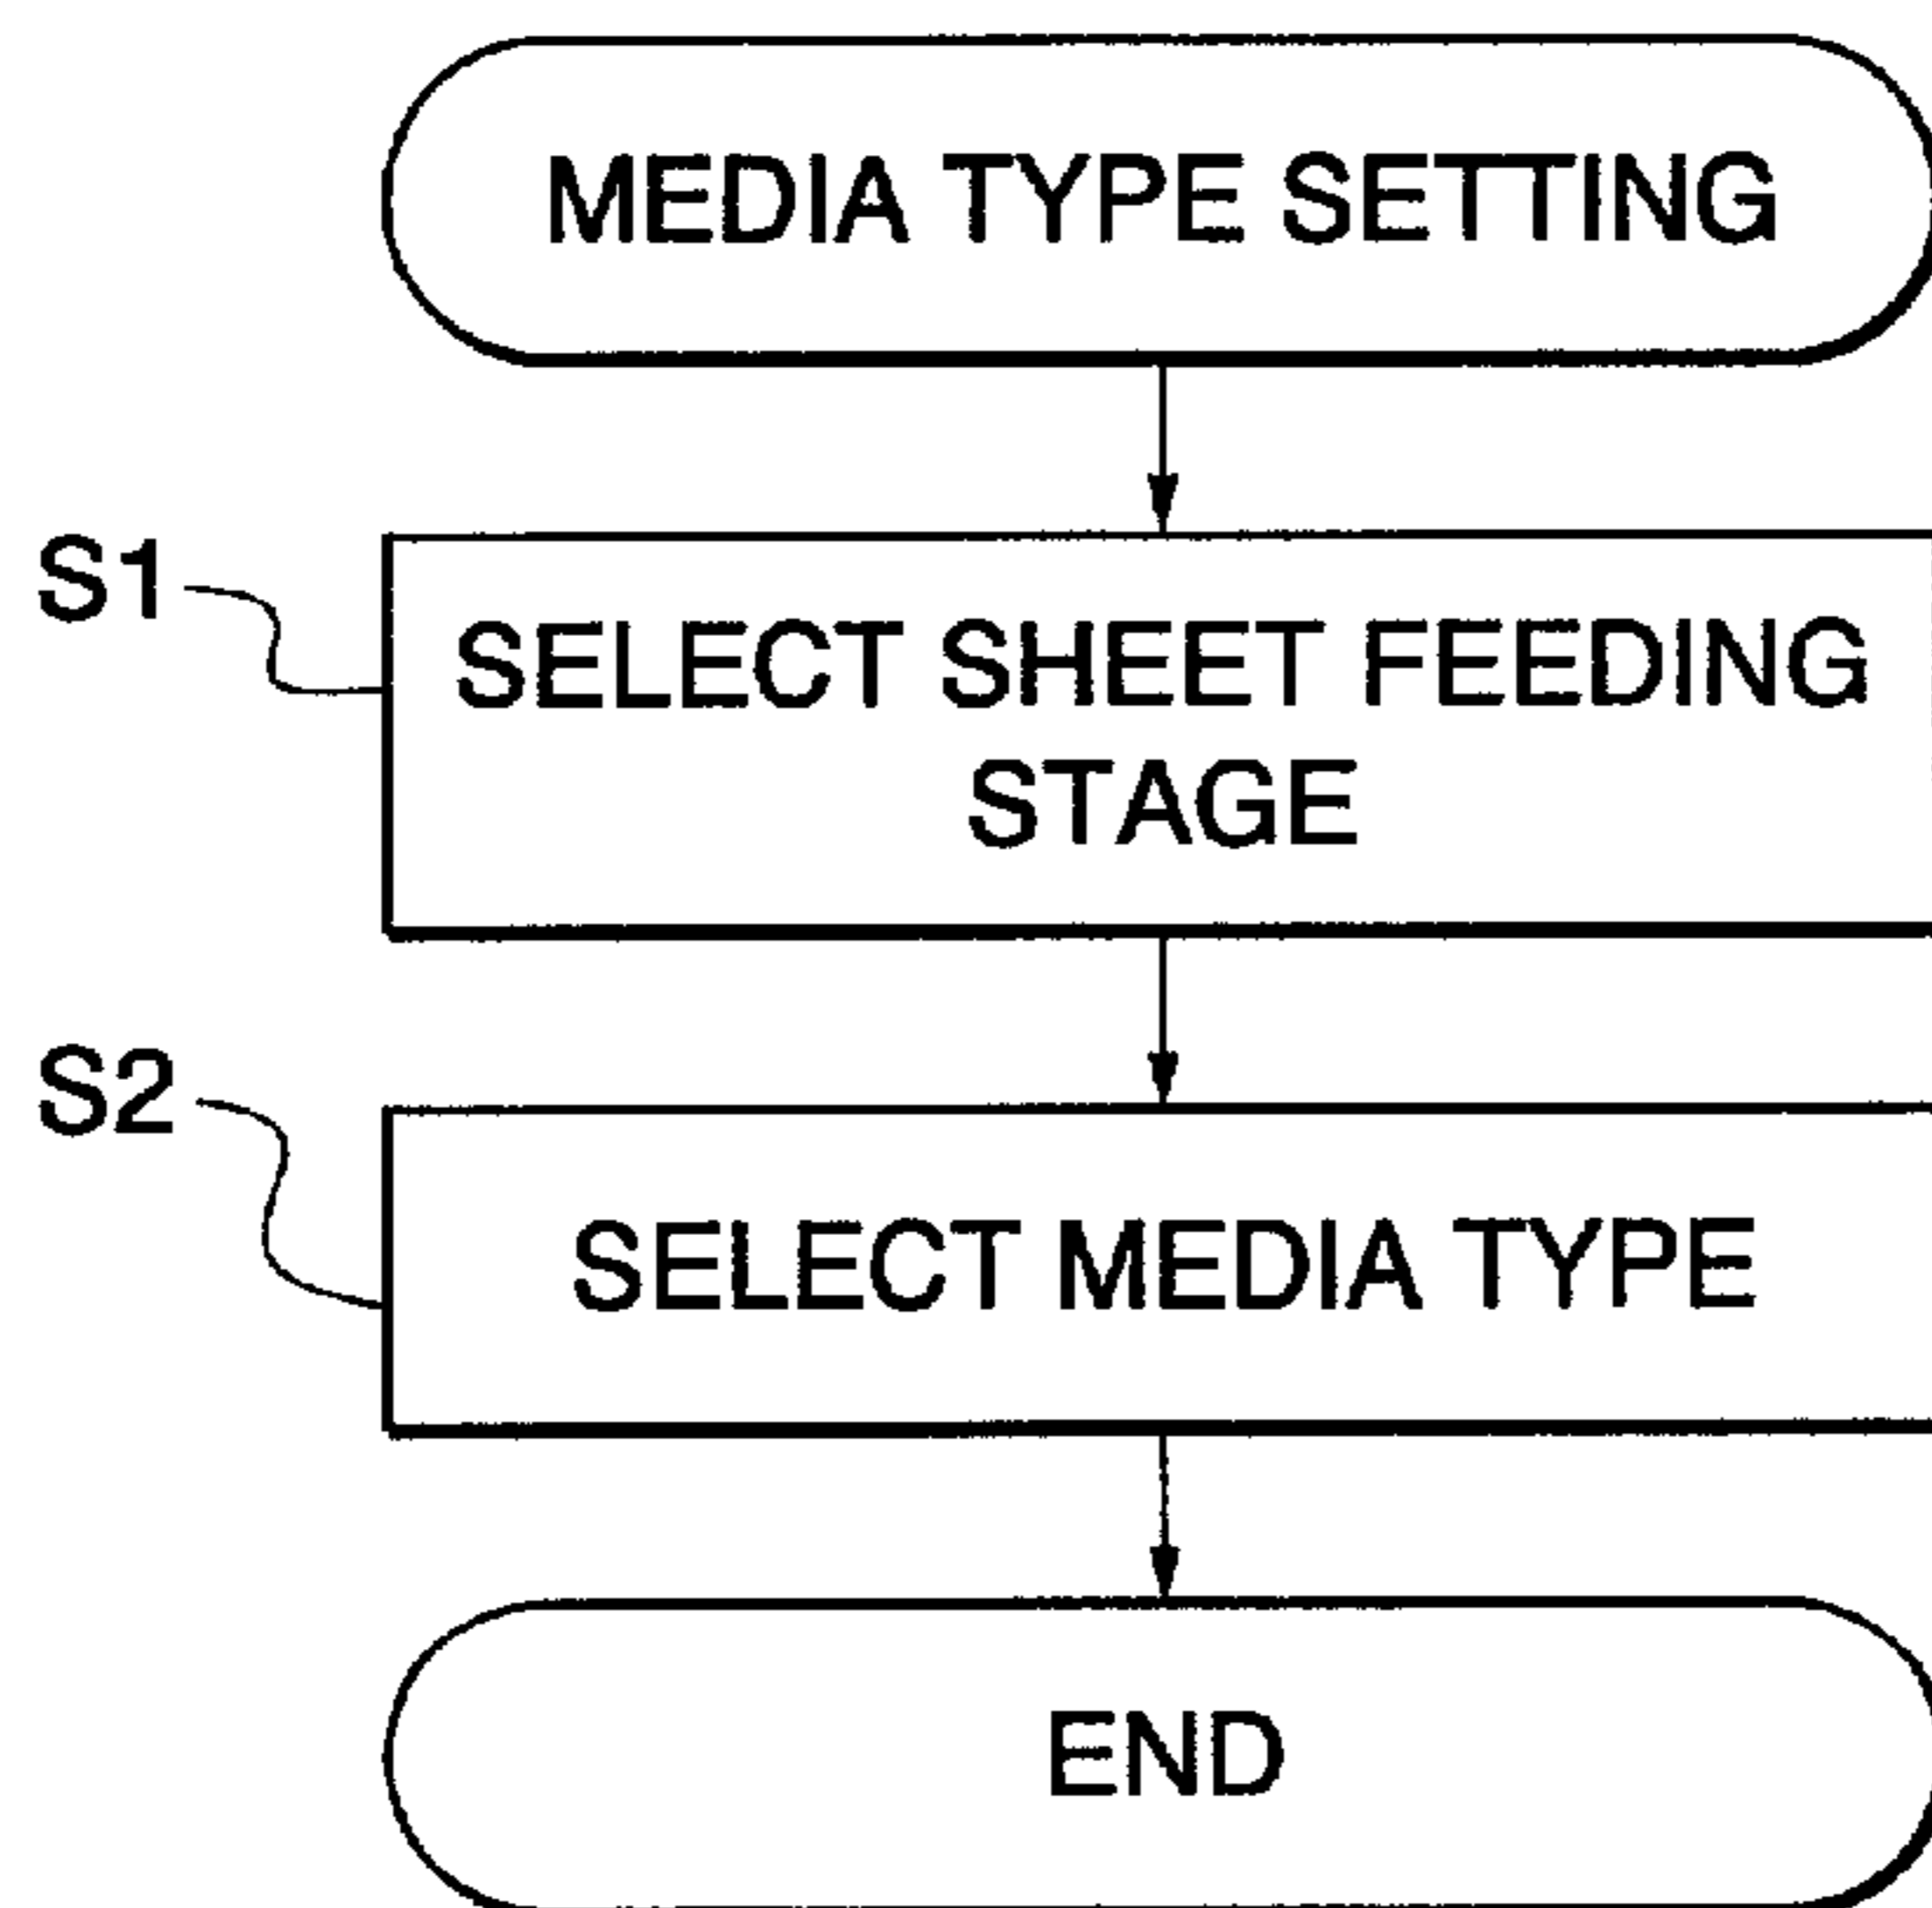 MEDIA TYPE SETTING
S1
SELECT SHEET FEEDING
STAGE
S2
SELECT MEDIA TYPE
END